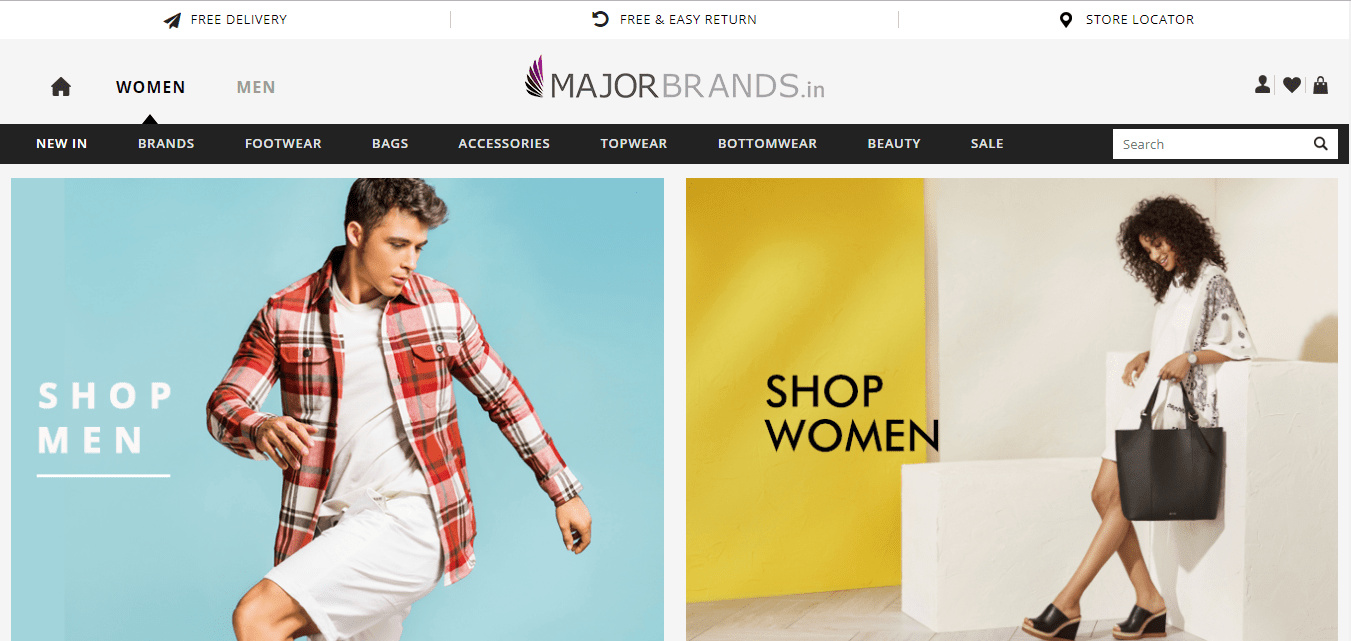 FREE DELIVERY
FREE & EASY RETURN
STORE LOCATOR
WOMEN
MEN
MAJORBRANDS.in
NEW IN
BRANDS
FOOTWEAR
BAGS
ACCESSORIES
TOPWEAR
BOTTOMWEAR
BEAUTY
SALE
Search
SHOP
MEN
SHOP
WOMEN